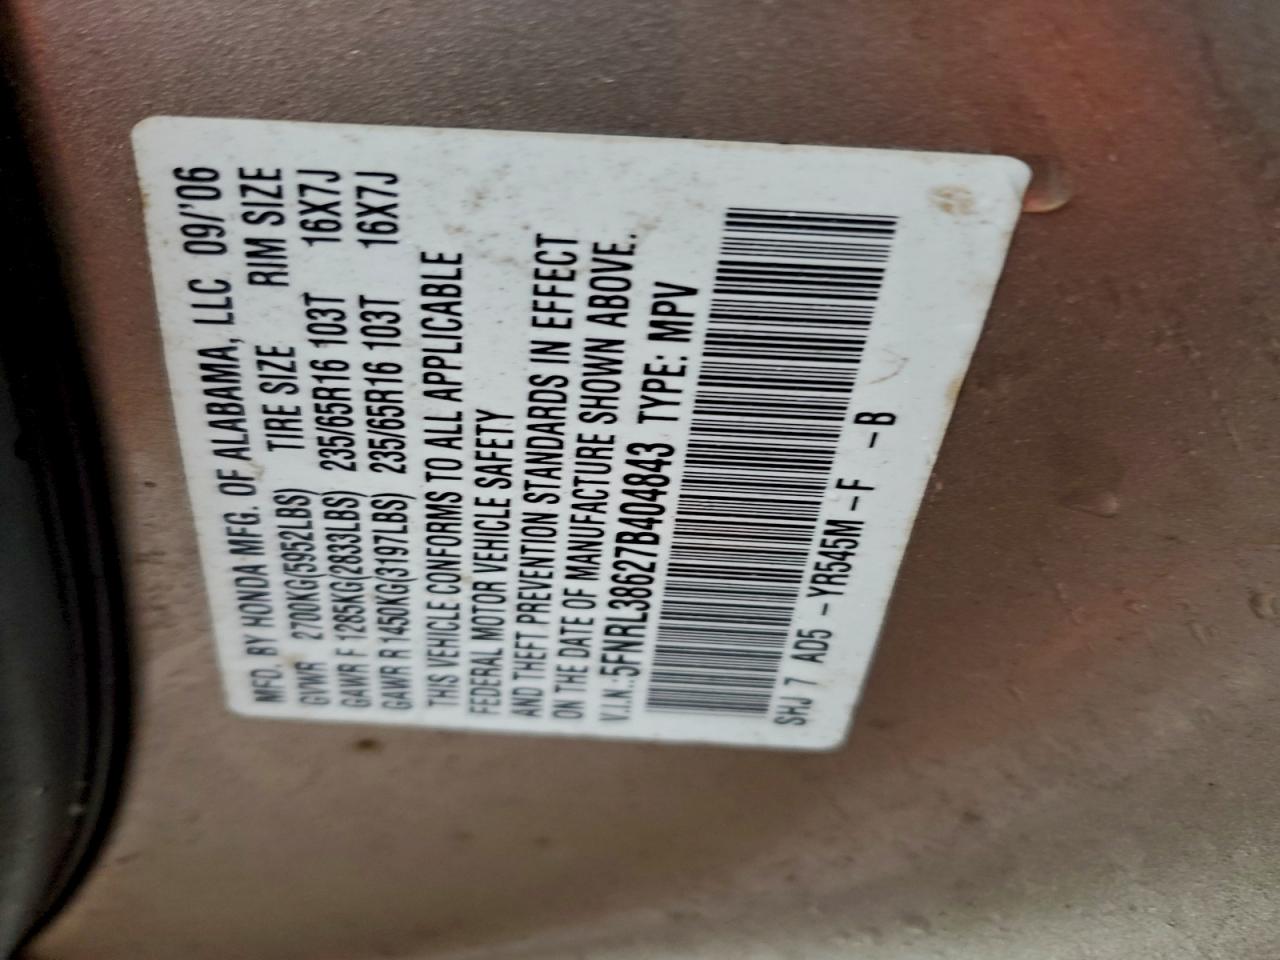 MFD. BY HONDA MFG. OF ALABAMA, LLC 09/'06
GVWR 2700KG(5952LBS) TIRE SIZE RIM SIZE
GAWR F 1285KG(2833LBS) 235/65R16 103T 16X7J
GAWR R 1450KG(3197LBS) 235/65R16 103T 16X7J
THIS VEHICLE CONFORMS TO ALL APPLICABLE
FEDERAL MOTOR VEHICLE SAFETY
AND THEFT PREVENTION STANDARDS IN EFFECT
ON THE DATE OF MANUFACTURE SHOWN ABOVE.
V.I.N.:5FNRL38627B404843 TYPE: MPV
SHJ 7 AD5 -YR545M-F -B